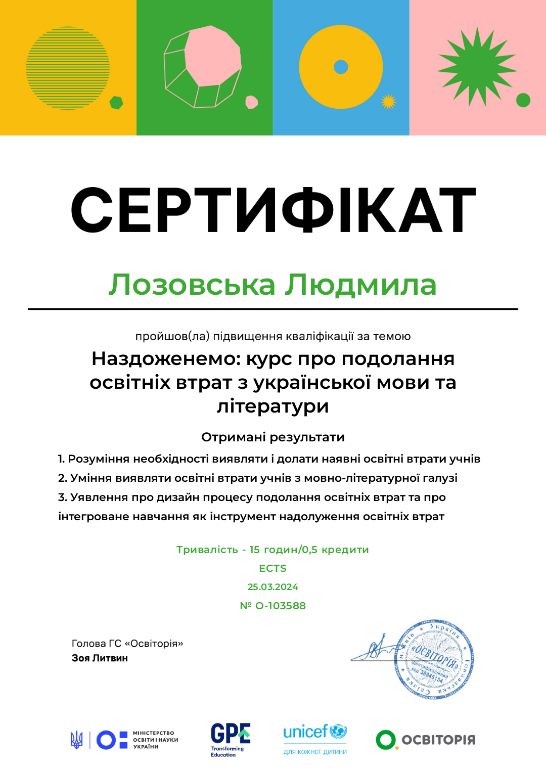 СЕРТИФІКАТ
Лозовська Людмила
пройшов(ла) підвищення кваліфікації за темою
Наздоженемо: курс про подолання
освітніх втрат з української мови та
літератури
Отримані результати
1. Розуміння необхідності виявляти і долати наявні освітні втрати учнів
2. Уміння виявляти освітні втрати учнів з мовно-літературної галузі
3. Уявлення про дизайн процесу подолання освітніх втрат та про
інтегроване навчання як інструмент надолуження освітніх втрат
Тривалість - 15 годин/0,5 кредити
ECTS
25.03.2024
№ О-103588
Голова ГС «Освіторія»
Зоя Литвин
«ОСВІТОРІЯ»
МІНІСТЕРСТВО
ОСВІТИ І НАУКИ
УКРАЇНИ
GPE
Transforming
Education
unicef
для кожної дитини
ОСВІТОРІЯ